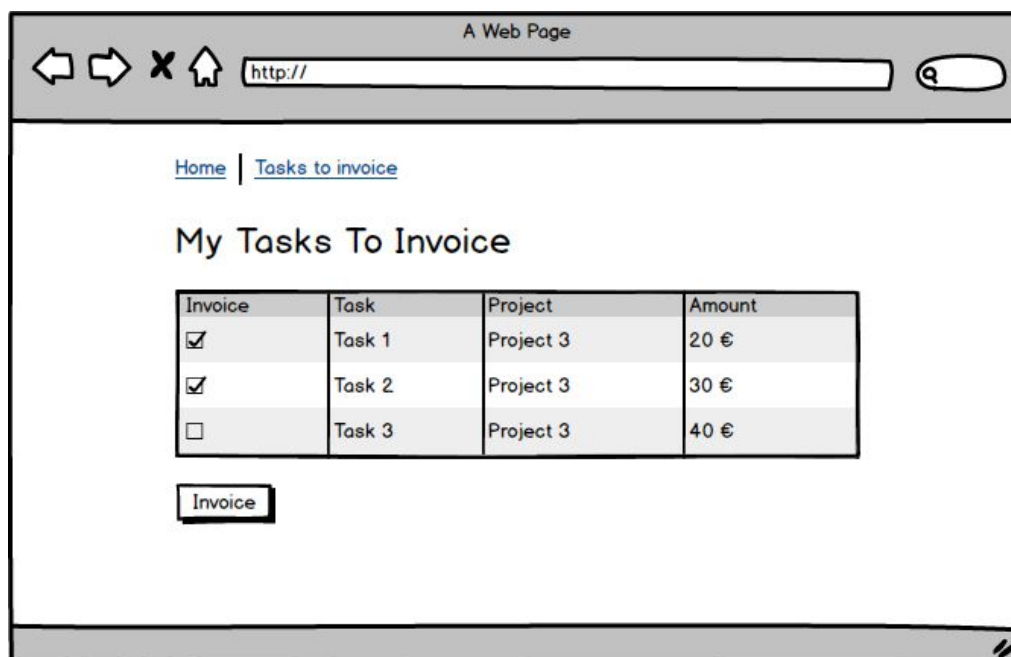 A Web Page
http://
Home Tasks to invoice
My Tasks To Invoice
Invoice Task Project Amount
Task 1 Project 3 20 €
Task 2 Project 3 30 €
Task 3 Project 3 40 €
Invoice